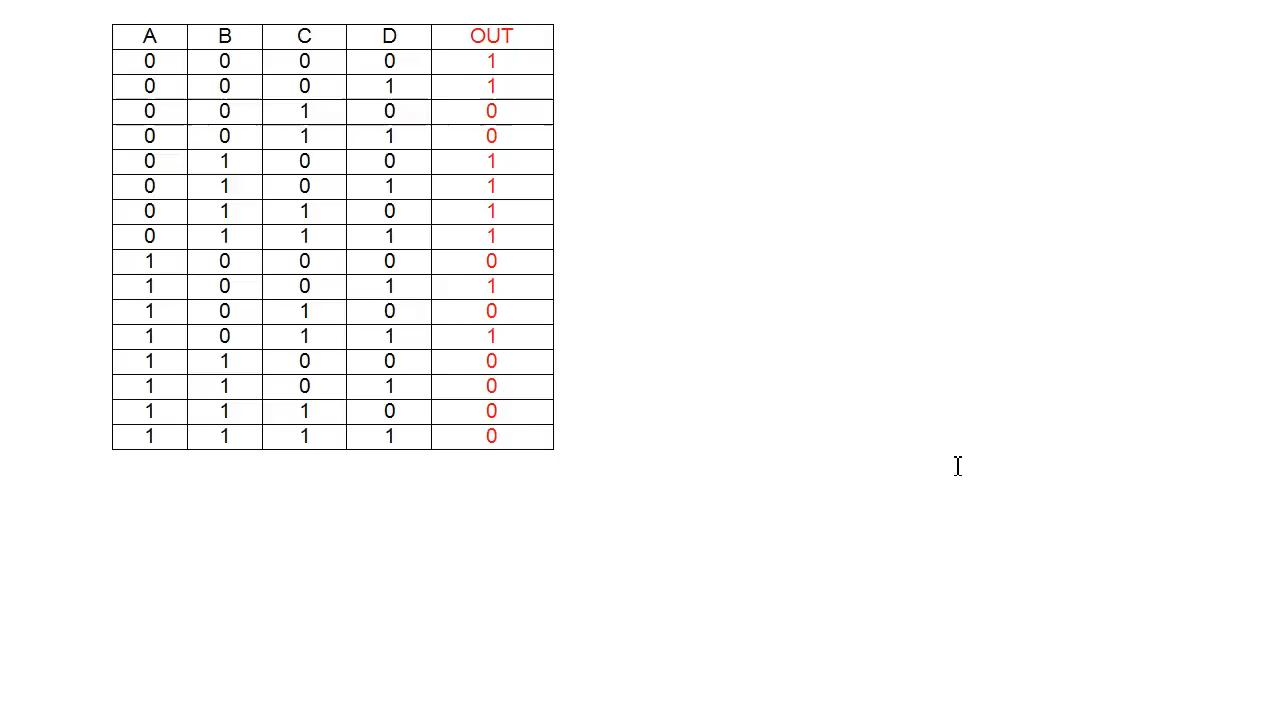 A B C D OUT
0 0 0 0 1
0 0 0 1 1
0 0 1 0 0
0 0 1 1 0
0 1 0 0 1
0 1 0 1 1
0 1 1 0 1
0 1 1 1 1
1 0 0 0 0
1 0 0 1 1
1 0 1 0 0
1 0 1 1 1
1 1 0 0 0
1 1 0 1 0
1 1 1 0 0
1 1 1 1 0